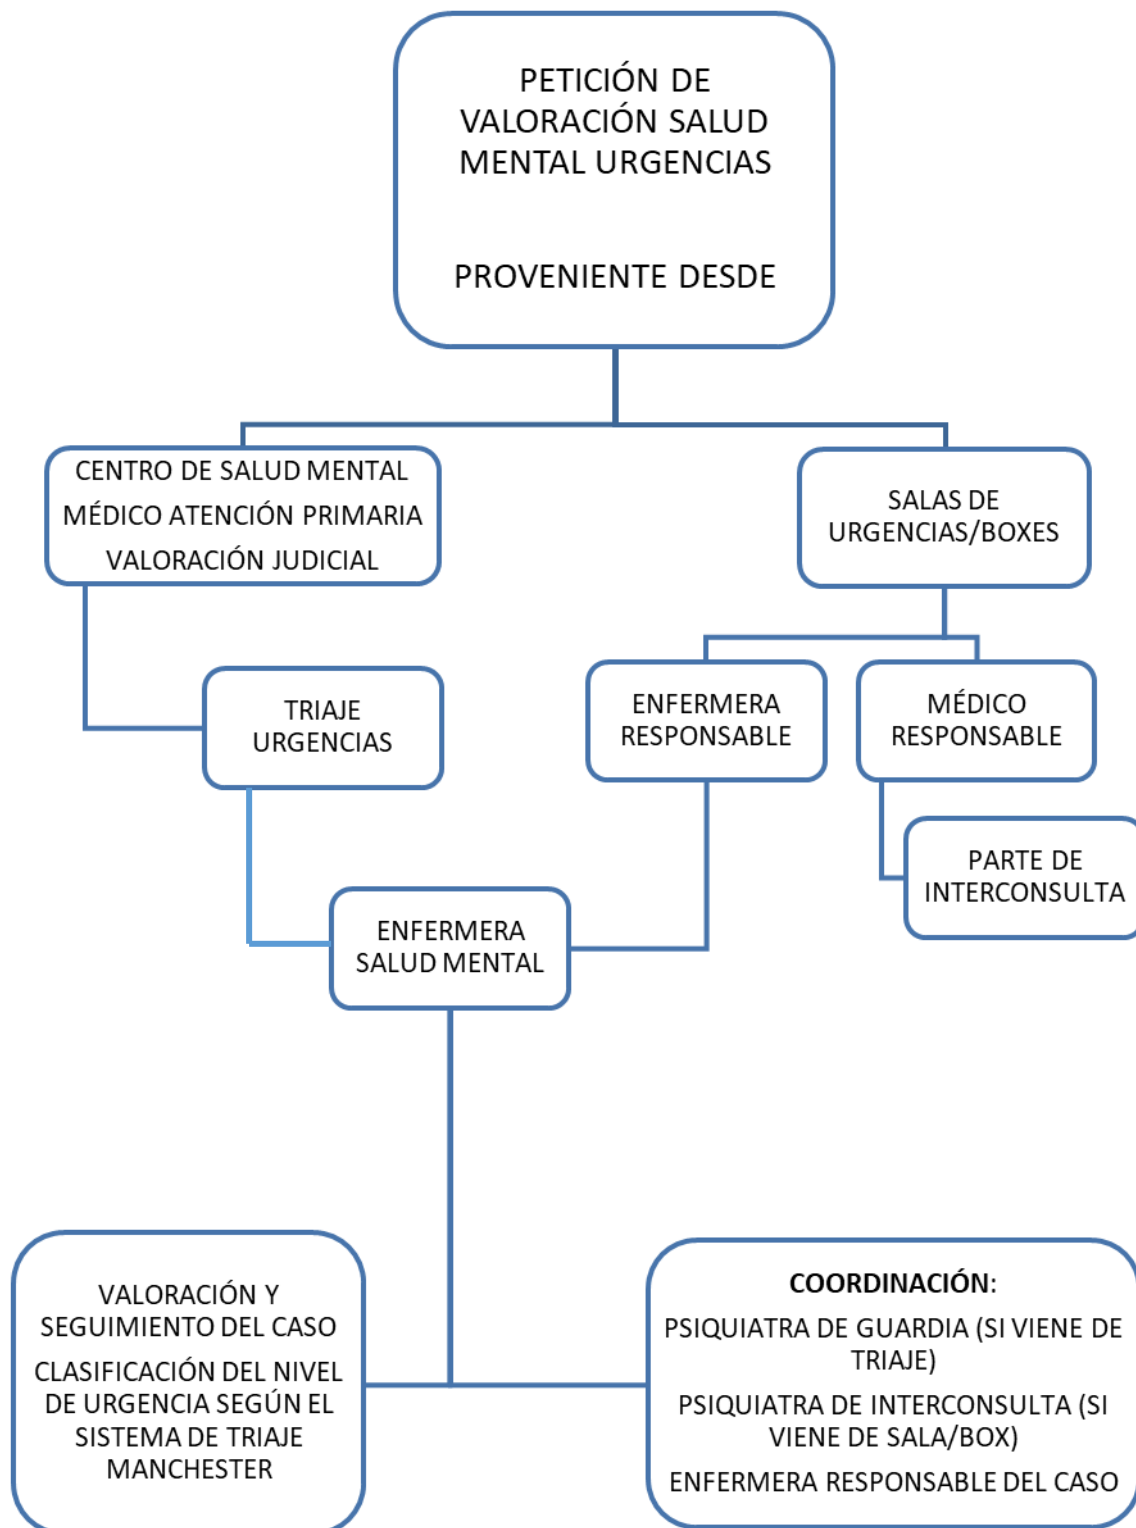 PETICIÓN DE
VALORACIÓN SALUD
MENTAL URGENCIAS
PROVENIENTE DESDE
CENTRO DE SALUD MENTAL
MÉDICO ATENCIÓN PRIMARIA
VALORACIÓN JUDICIAL
SALAS DE
URGENCIAS/BOXES
TRIAJE
URGENCIAS
ENFERMERA
RESPONSABLE
MÉDICO
RESPONSABLE
PARTE DE
INTERCONSULTA
ENFERMERA
SALUD MENTAL
VALORACIÓN Y
SEGUIMIENTO DEL CASO
CLASIFICACIÓN DEL NIVEL
DE URGENCIA SEGÚN EL
SISTEMA DE TRIAJE
MANCHESTER
COORDINACIÓN:
PSIQUIATRA DE GUARDIA (SI VIENE DE
TRIAJE)
PSIQUIATRA DE INTERCONSULTA (SI
VIENE DE SALA/BOX)
ENFERMERA RESPONSABLE DEL CASO